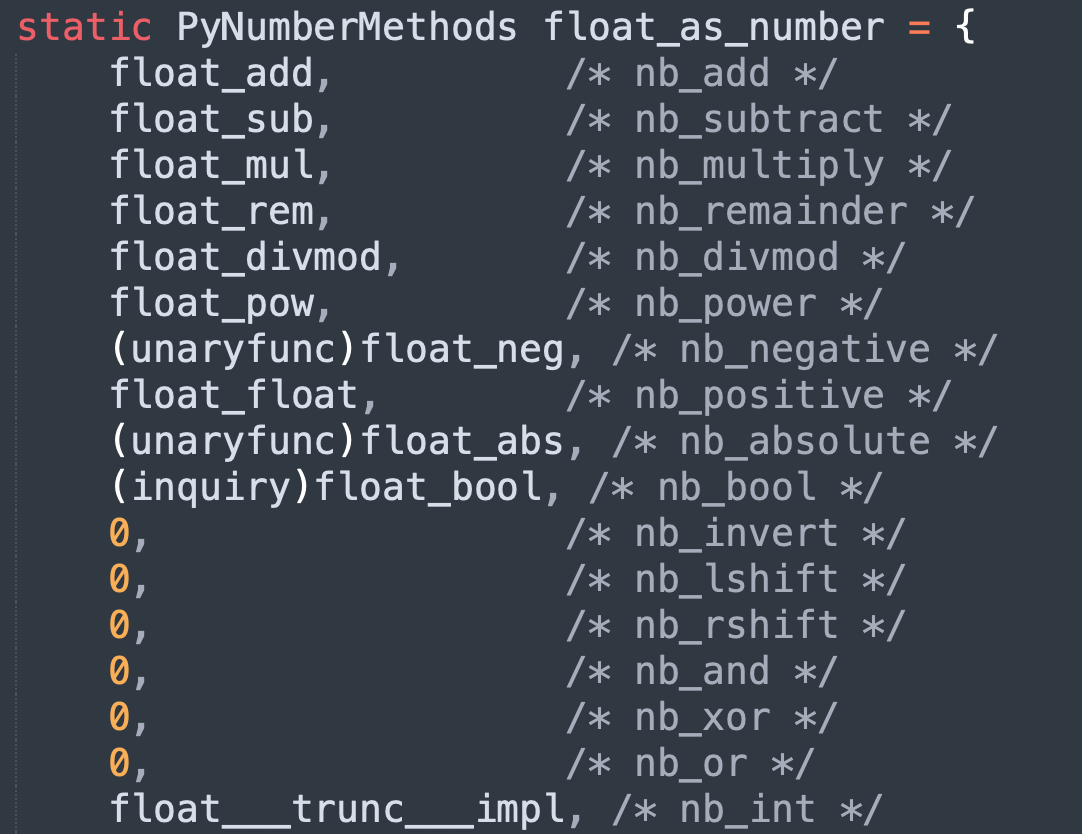 static PyNumberMethods float_as_number = {
    float_add,          /* nb_add */
    float_sub,          /* nb_subtract */
    float_mul,          /* nb_multiply */
    float_rem,          /* nb_remainder */
    float_divmod,       /* nb_divmod */
    float_pow,          /* nb_power */
    (unaryfunc)float_neg, /* nb_negative */
    float_float,        /* nb_positive */
    (unaryfunc)float_abs, /* nb_absolute */
    (inquiry)float_bool, /* nb_bool */
    0,                  /* nb_invert */
    0,                  /* nb_lshift */
    0,                  /* nb_rshift */
    0,                  /* nb_and */
    0,                  /* nb_xor */
    0,                  /* nb_or */
    float___trunc___impl, /* nb_int */